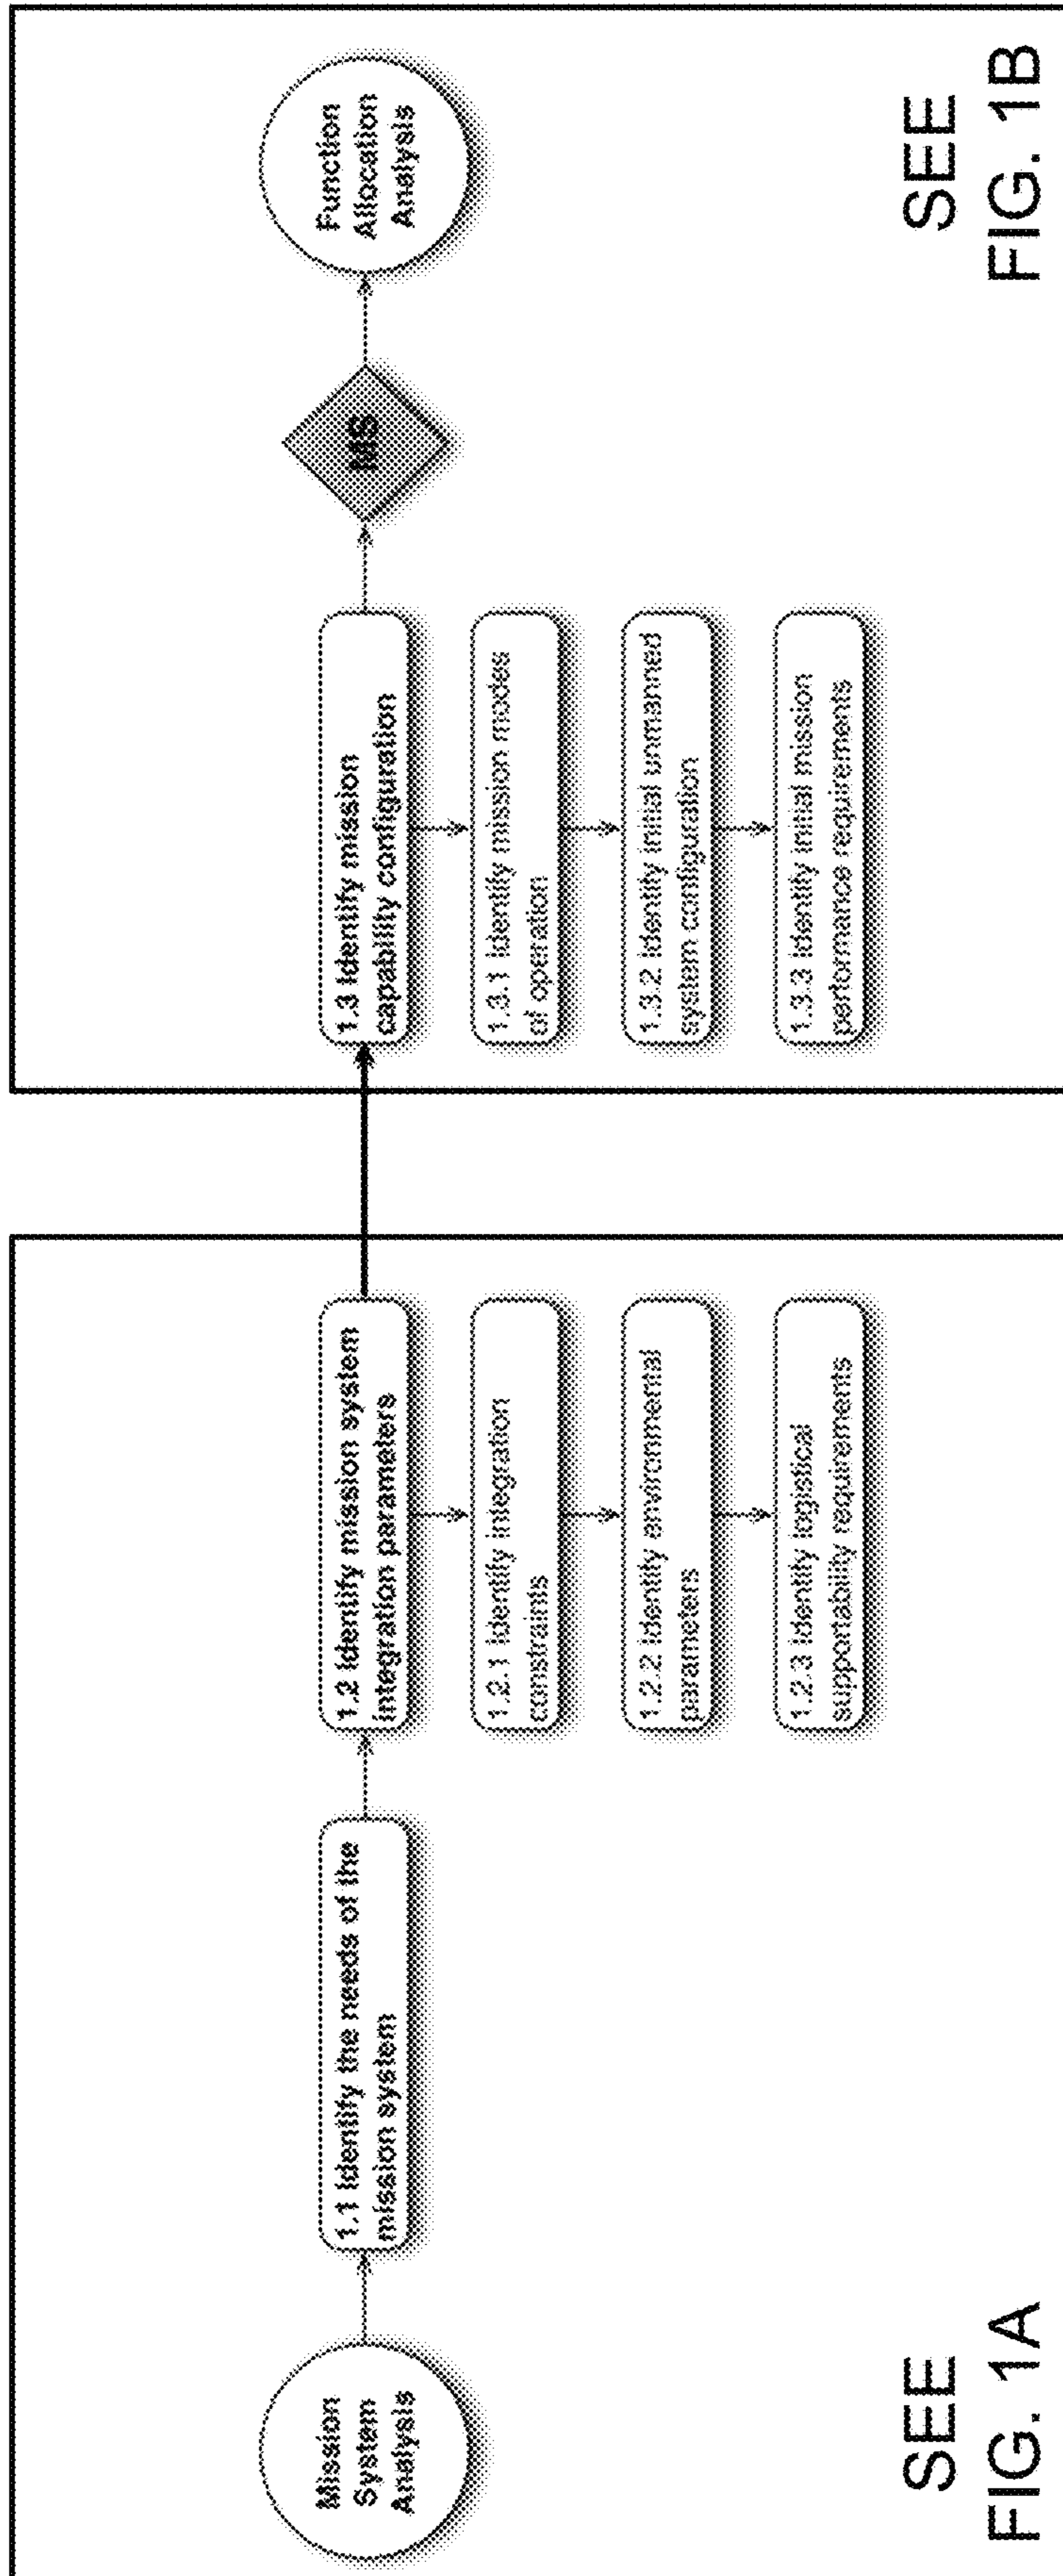 Mission
System
Analysis
1.1 Identify the needs of the
mission system
1.2 Identify mission system
integration parameters
1.2.1 Identify integration
constraints
1.2.2 Identify environmental
parameters
1.2.3 Identify logistical
supportability requirements
SEE
FIG. 1A
1.3 Identify mission
capability configuration
1.3.1 Identify mission modes
of operation
1.3.2 Identify initial unmanned
system configuration
1.3.3 Identify initial mission
performance requirements
MS
Function
Allocation
Analysis
SEE
FIG. 1B